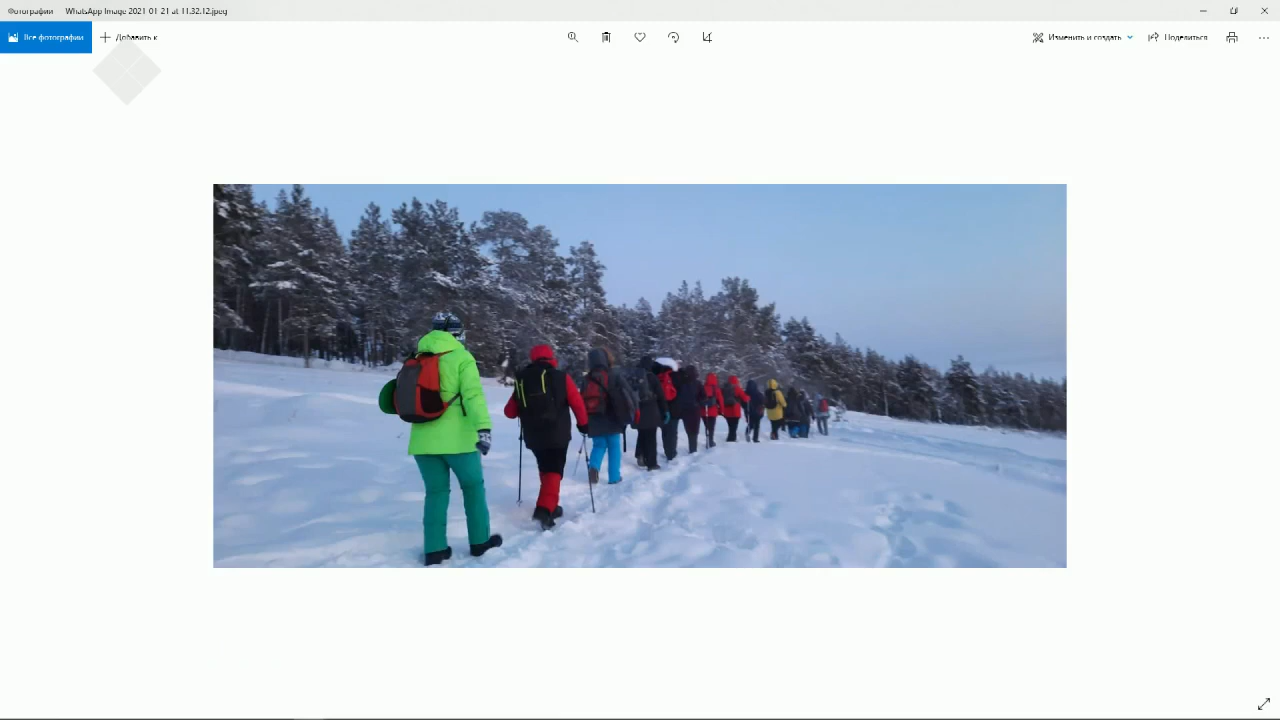 Фотографии WhatsApp Image 2021-01-21 at 11.32.12.jpeg
Все фотографии
Добавить к
Изменить и создать
Поделиться